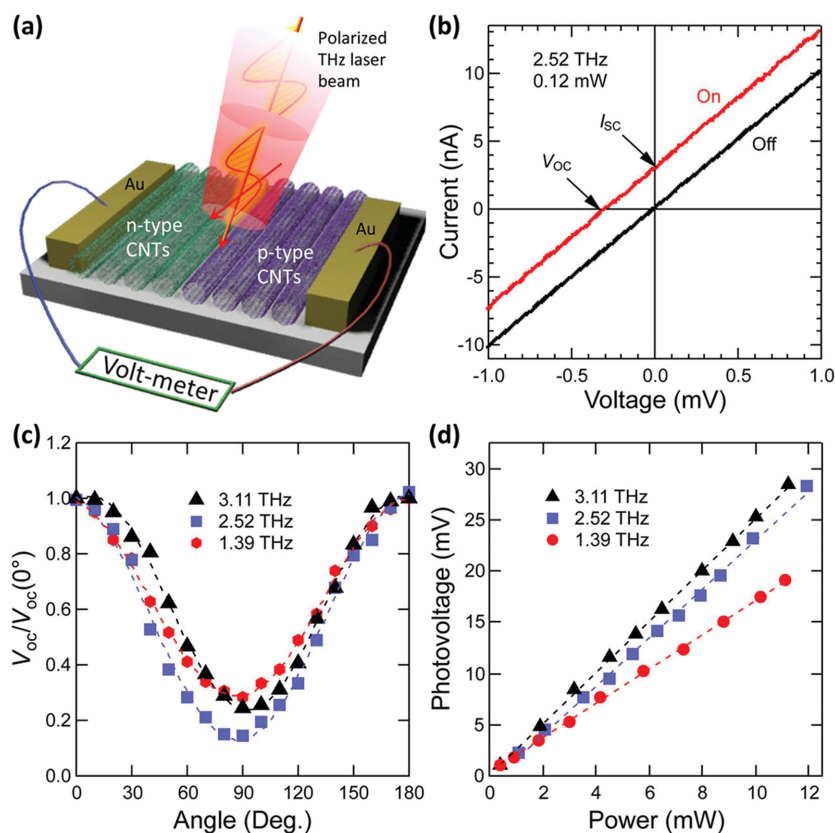 (a)
Polarized
THz laser
beam
Au
n-type
CNTs
p-type
CNTs
Au
Volt-meter
(b)
2.52 THz
0.12 mW
On
Off
I_SC
V_OC
Current (nA)
10
5
0
-5
-10
-1.0 -0.5 0.0 0.5 1.0
Voltage (mV)
(c)
3.11 THz
2.52 THz
1.39 THz
V_oc/V_oc(0°)
1.2
1.0
0.8
0.6
0.4
0.2
0.0
0 30 60 90 120 150 180
Angle (Deg.)
(d)
3.11 THz
2.52 THz
1.39 THz
Photovoltage (mV)
30
25
20
15
10
5
0
0 2 4 6 8 10 12
Power (mW)